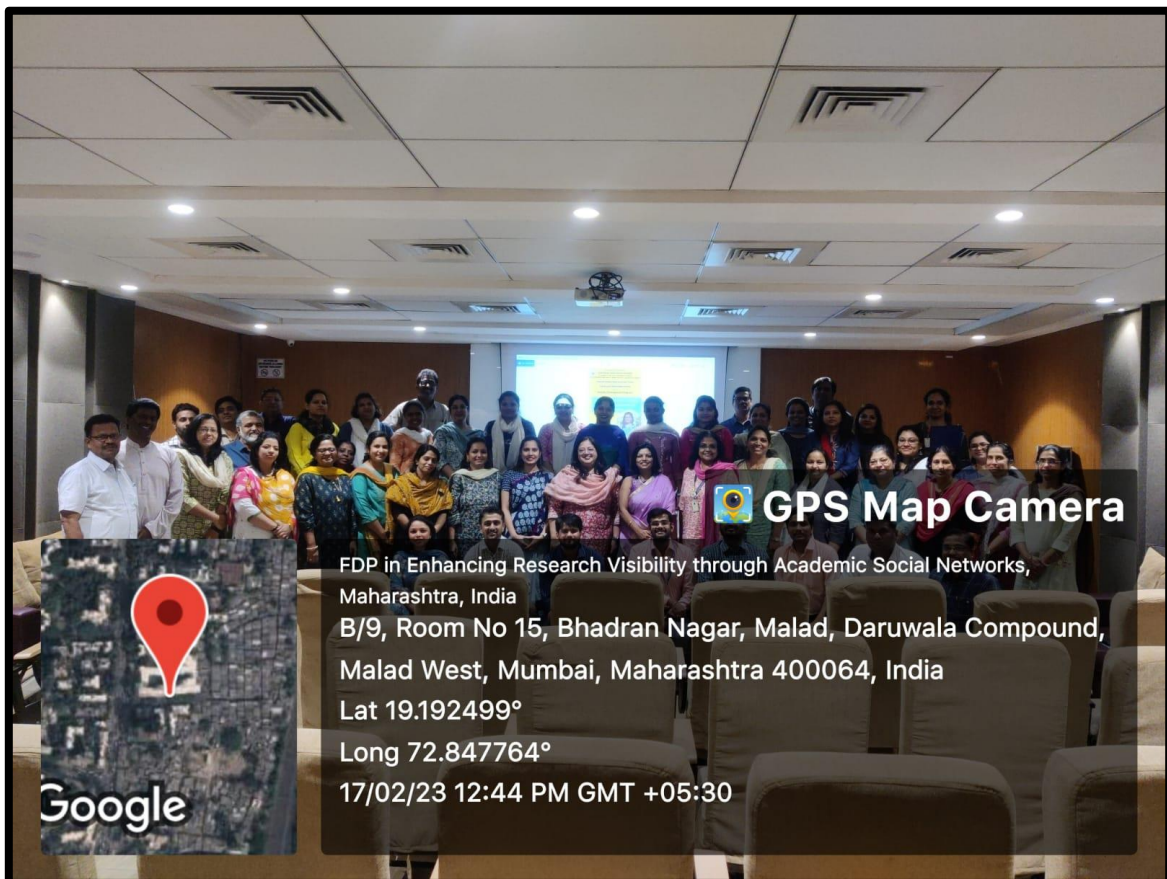 GPS Map Camera
FDP in Enhancing Research Visibility through Academic Social Networks,
Maharashtra, India
B/9, Room No 15, Bhadran Nagar, Malad, Daruwala Compound,
Malad West, Mumbai, Maharashtra 400064, India
Lat 19.192499°
Long 72.847764°
17/02/23 12:44 PM GMT +05:30
Google